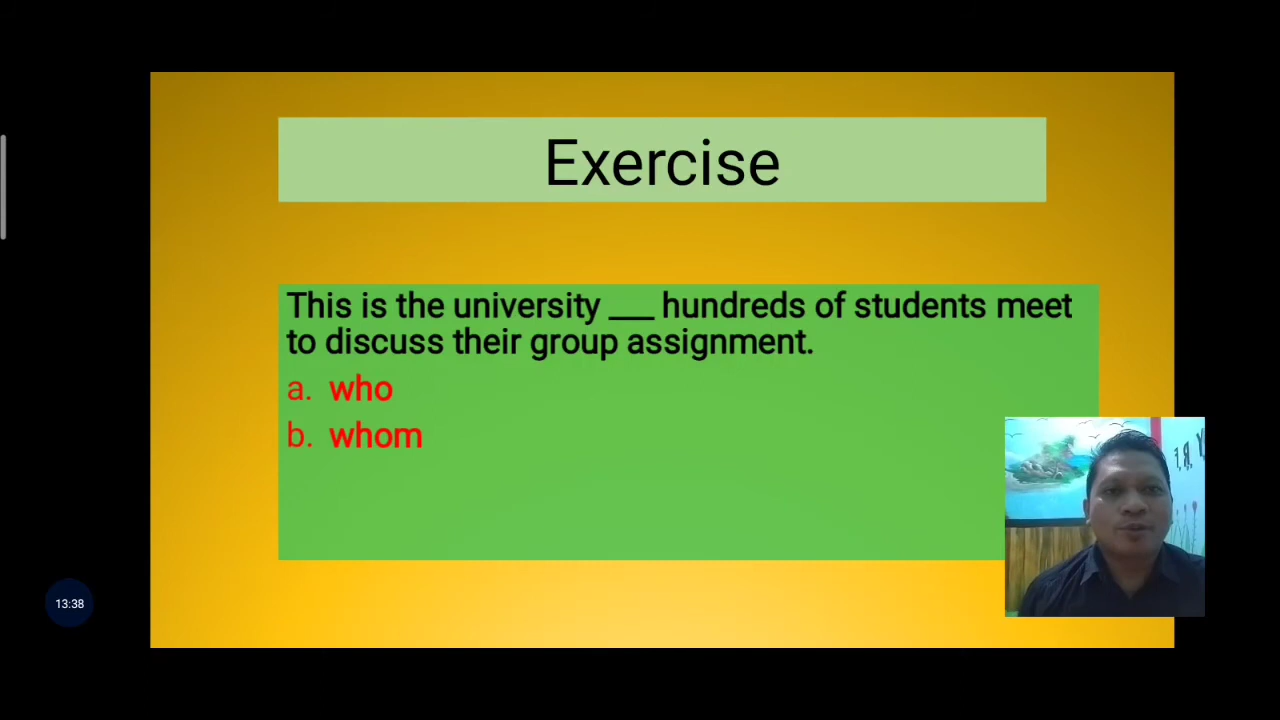 Exercise
This is the university ___ hundreds of students meet
to discuss their group assignment.
a. who
b. whom
13:38